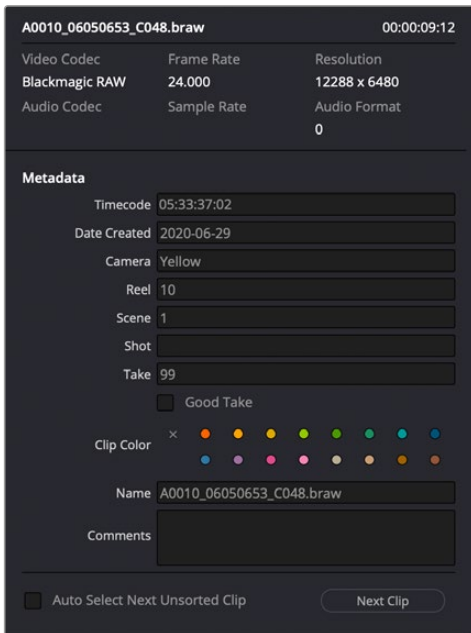 A0010_06050653_C048.braw 00:00:09:12
Video Codec Frame Rate Resolution
Blackmagic RAW 24.000 12288 x 6480
Audio Codec Sample Rate Audio Format
0
Metadata
Timecode 05:33:37:02
Date Created 2020-06-29
Camera Yellow
Reel 10
Scene 1
Shot
Take 99
Good Take
Clip Color
Name A0010_06050653_C048.braw
Comments
Auto Select Next Unsorted Clip Next Clip